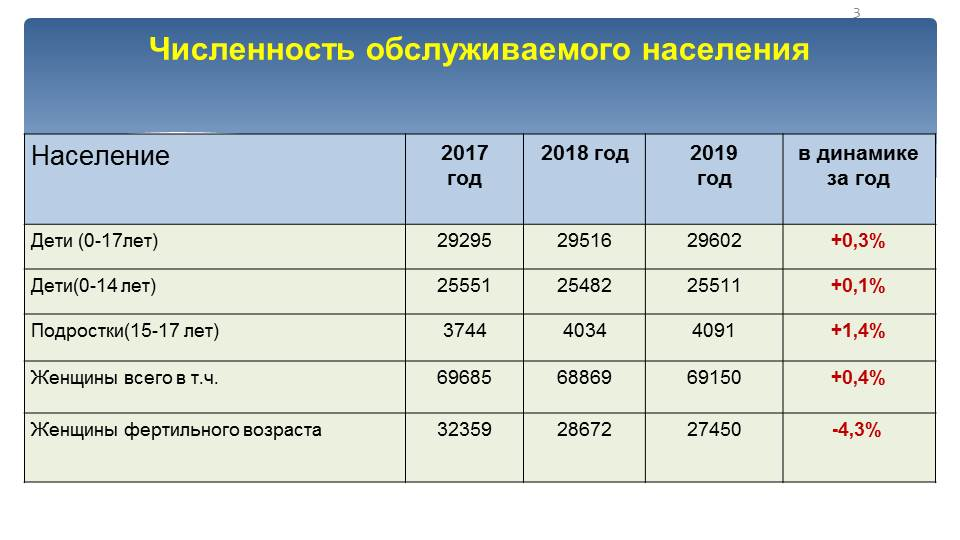 3
Численность обслуживаемого населения
Население 2017 год 2018 год 2019 год в динамике за год
Дети (0-17лет) 29295 29516 29602 +0,3%
Дети(0-14 лет) 25551 25482 25511 +0,1%
Подростки(15-17 лет) 3744 4034 4091 +1,4%
Женщины всего в т.ч. 69685 68869 69150 +0,4%
Женщины фертильного возраста 32359 28672 27450 -4,3%